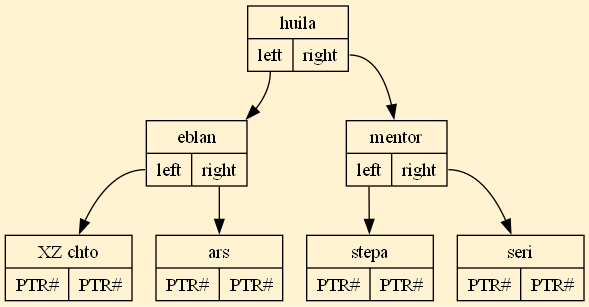 huila
left right
eblan mentor
left right left right
XZ chto ars stepa seri
PTR# PTR# PTR# PTR# PTR# PTR# PTR# PTR#